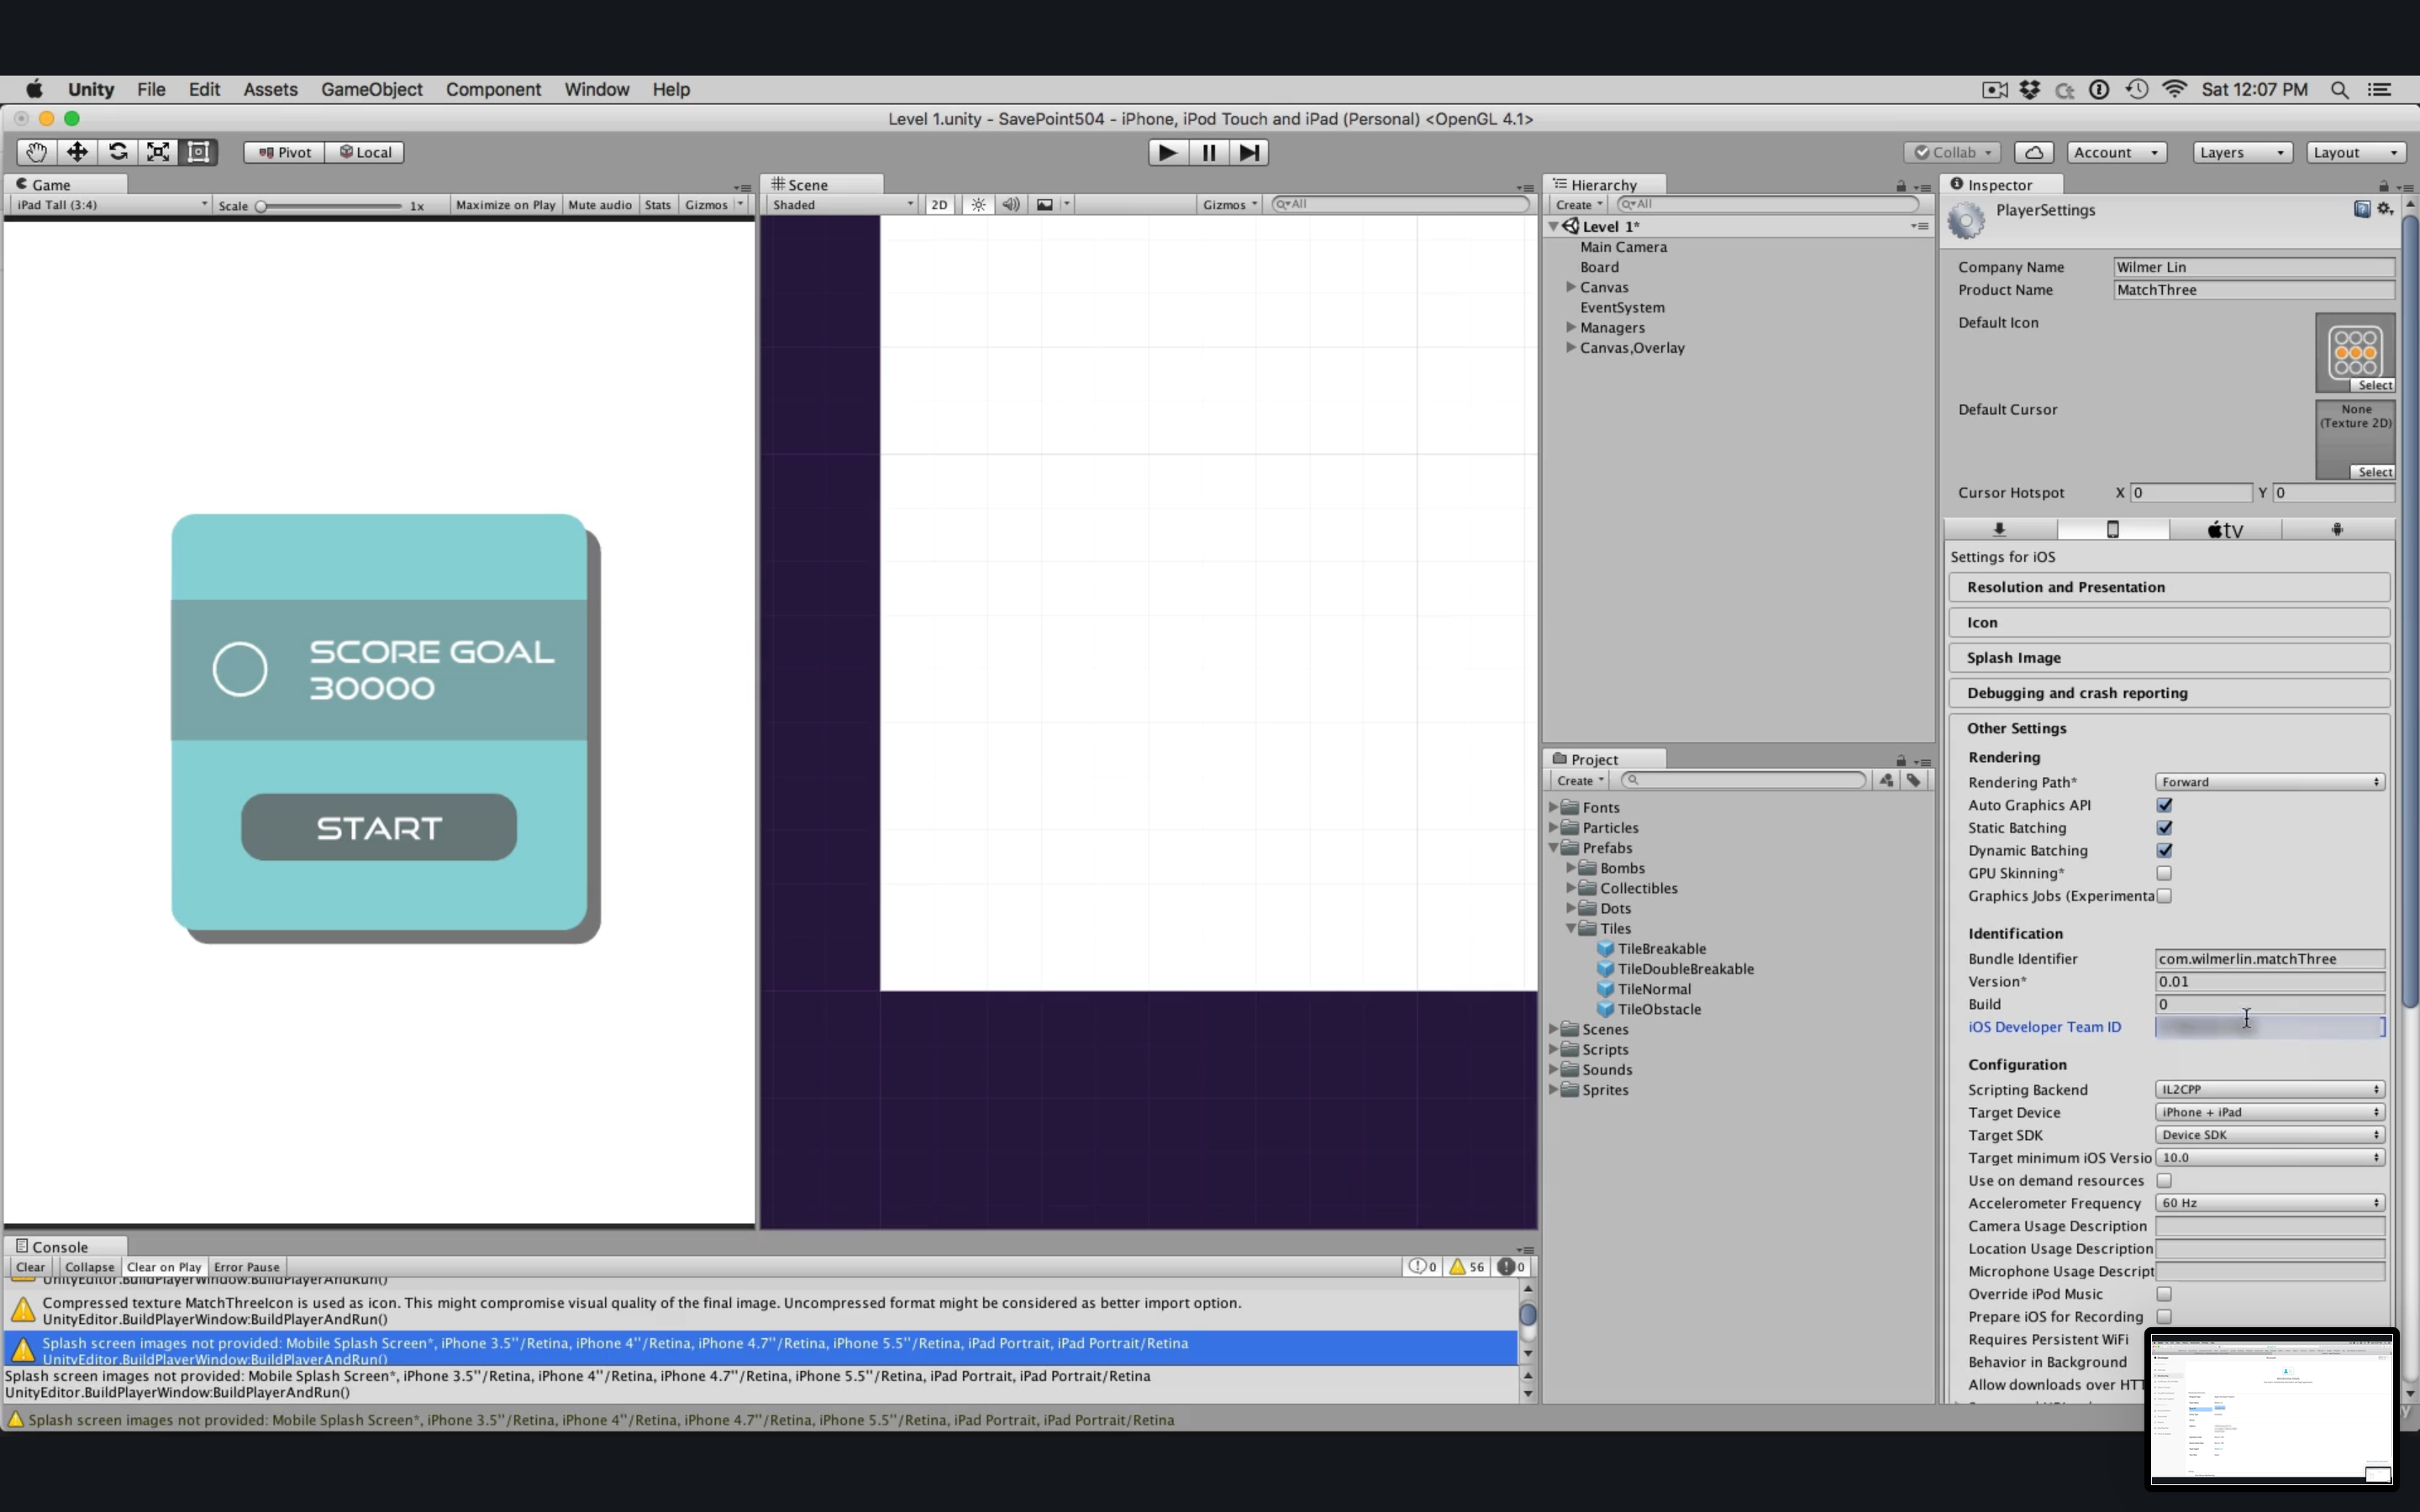 Unity File Edit Assets GameObject Component Window Help
Sat 12:07 PM
Level 1.unity - SavePoint504 - iPhone, iPod Touch and iPad (Personal) <OpenGL 4.1>
Pivot Local
Collab Account Layers Layout
Game
iPad Tall (3:4) Scale 1x Maximize on Play Mute audio Stats Gizmos
SCORE GOAL
30000
START
Scene
Shaded 2D Gizmos All
Hierarchy
Create All
Level 1*
Main Camera
Board
Canvas
EventSystem
Managers
Canvas,Overlay
Project
Create
Fonts
Particles
Prefabs
Bombs
Collectibles
Dots
Tiles
TileBreakable
TileDoubleBreakable
TileNormal
TileObstacle
Scenes
Scripts
Sounds
Sprites
Inspector
PlayerSettings
Company Name Wilmer Lin
Product Name MatchThree
Default Icon
Select
Default Cursor
None
(Texture 2D)
Select
Cursor Hotspot X 0 Y 0
tv
Settings for iOS
Resolution and Presentation
Icon
Splash Image
Debugging and crash reporting
Other Settings
Rendering
Rendering Path* Forward
Auto Graphics API
Static Batching
Dynamic Batching
GPU Skinning*
Graphics Jobs (Experimenta
Identification
Bundle Identifier com.wilmerlin.matchThree
Version* 0.01
Build 0
iOS Developer Team ID
Configuration
Scripting Backend IL2CPP
Target Device iPhone + iPad
Target SDK Device SDK
Target minimum iOS Versio 10.0
Use on demand resources
Accelerometer Frequency 60 Hz
Camera Usage Description
Location Usage Description
Microphone Usage Descript
Override iPod Music
Prepare iOS for Recording
Requires Persistent WiFi
Behavior in Background
Allow downloads over HT
Console
Clear Collapse Clear on Play Error Pause 0 56 0
UnityEditor.BuildPlayerWindow:BuildPlayerAndRun()
Compressed texture MatchThreeIcon is used as icon. This might compromise visual quality of the final image. Uncompressed format might be considered as better import option.
UnityEditor.BuildPlayerWindow:BuildPlayerAndRun()
Splash screen images not provided: Mobile Splash Screen*, iPhone 3.5''/Retina, iPhone 4''/Retina, iPhone 4.7''/Retina, iPhone 5.5''/Retina, iPad Portrait, iPad Portrait/Retina
UnityEditor.BuildPlayerWindow:BuildPlayerAndRun()
Splash screen images not provided: Mobile Splash Screen*, iPhone 3.5''/Retina, iPhone 4''/Retina, iPhone 4.7''/Retina, iPhone 5.5''/Retina, iPad Portrait, iPad Portrait/Retina
UnityEditor.BuildPlayerWindow:BuildPlayerAndRun()
Splash screen images not provided: Mobile Splash Screen*, iPhone 3.5''/Retina, iPhone 4''/Retina, iPhone 4.7''/Retina, iPhone 5.5''/Retina, iPad Portrait, iPad Portrait/Retina